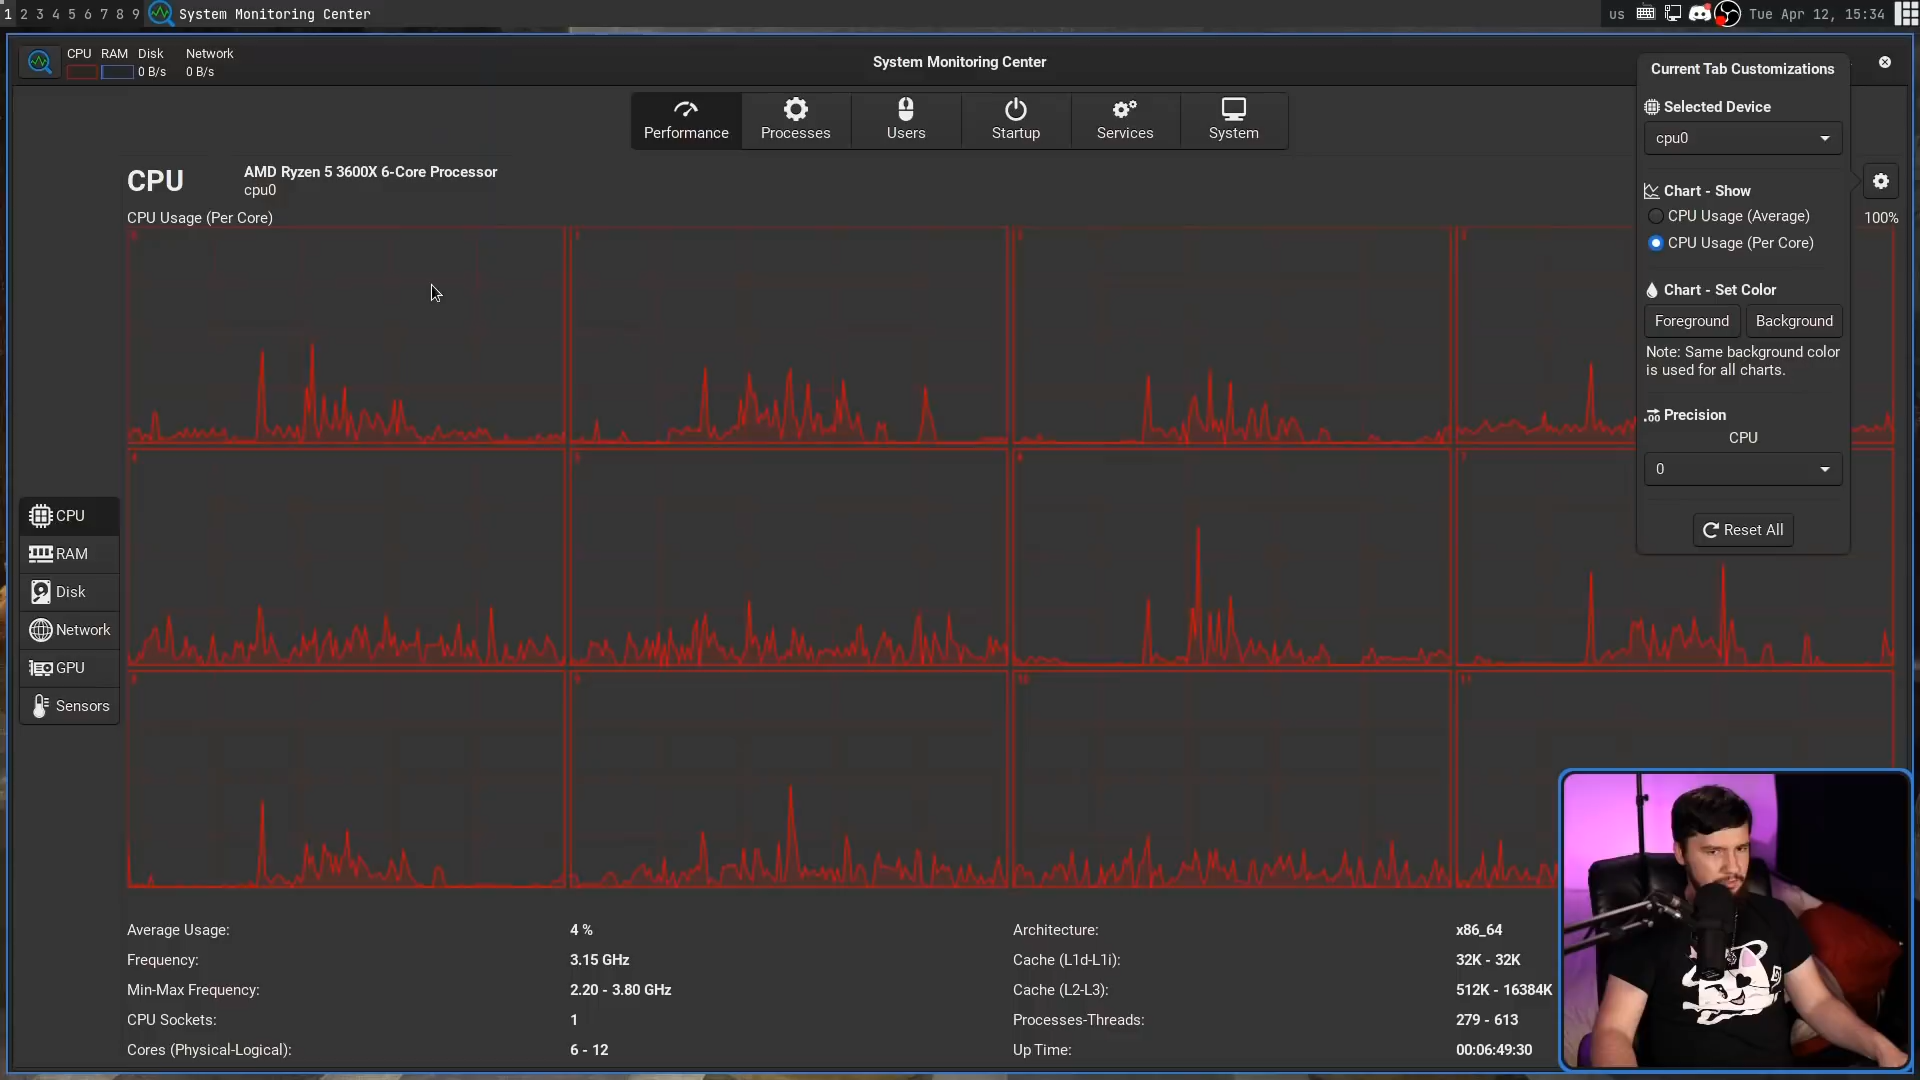 1 2 3 4 5 6 7 8 9 System Monitoring Center
us Tue Apr 12, 15:34
CPU RAM Disk Network
0 B/s 0 B/s
System Monitoring Center
Performance Processes Users Startup Services System
CPU
AMD Ryzen 5 3600X 6-Core Processor
cpu0
CPU Usage (Per Core)
100%
Current Tab Customizations
Selected Device
cpu0
Chart - Show
CPU Usage (Average)
CPU Usage (Per Core)
Chart - Set Color
Foreground Background
Note: Same background color
is used for all charts.
Precision
CPU
0
Reset All
CPU
RAM
Disk
Network
GPU
Sensors
10
11
Average Usage: 4 %
Frequency: 3.15 GHz
Min-Max Frequency: 2.20 - 3.80 GHz
CPU Sockets: 1
Cores (Physical-Logical): 6 - 12
Architecture: x86_64
Cache (L1d-L1i): 32K - 32K
Cache (L2-L3): 512K - 16384K
Processes-Threads: 279 - 613
Up Time: 00:06:49:30